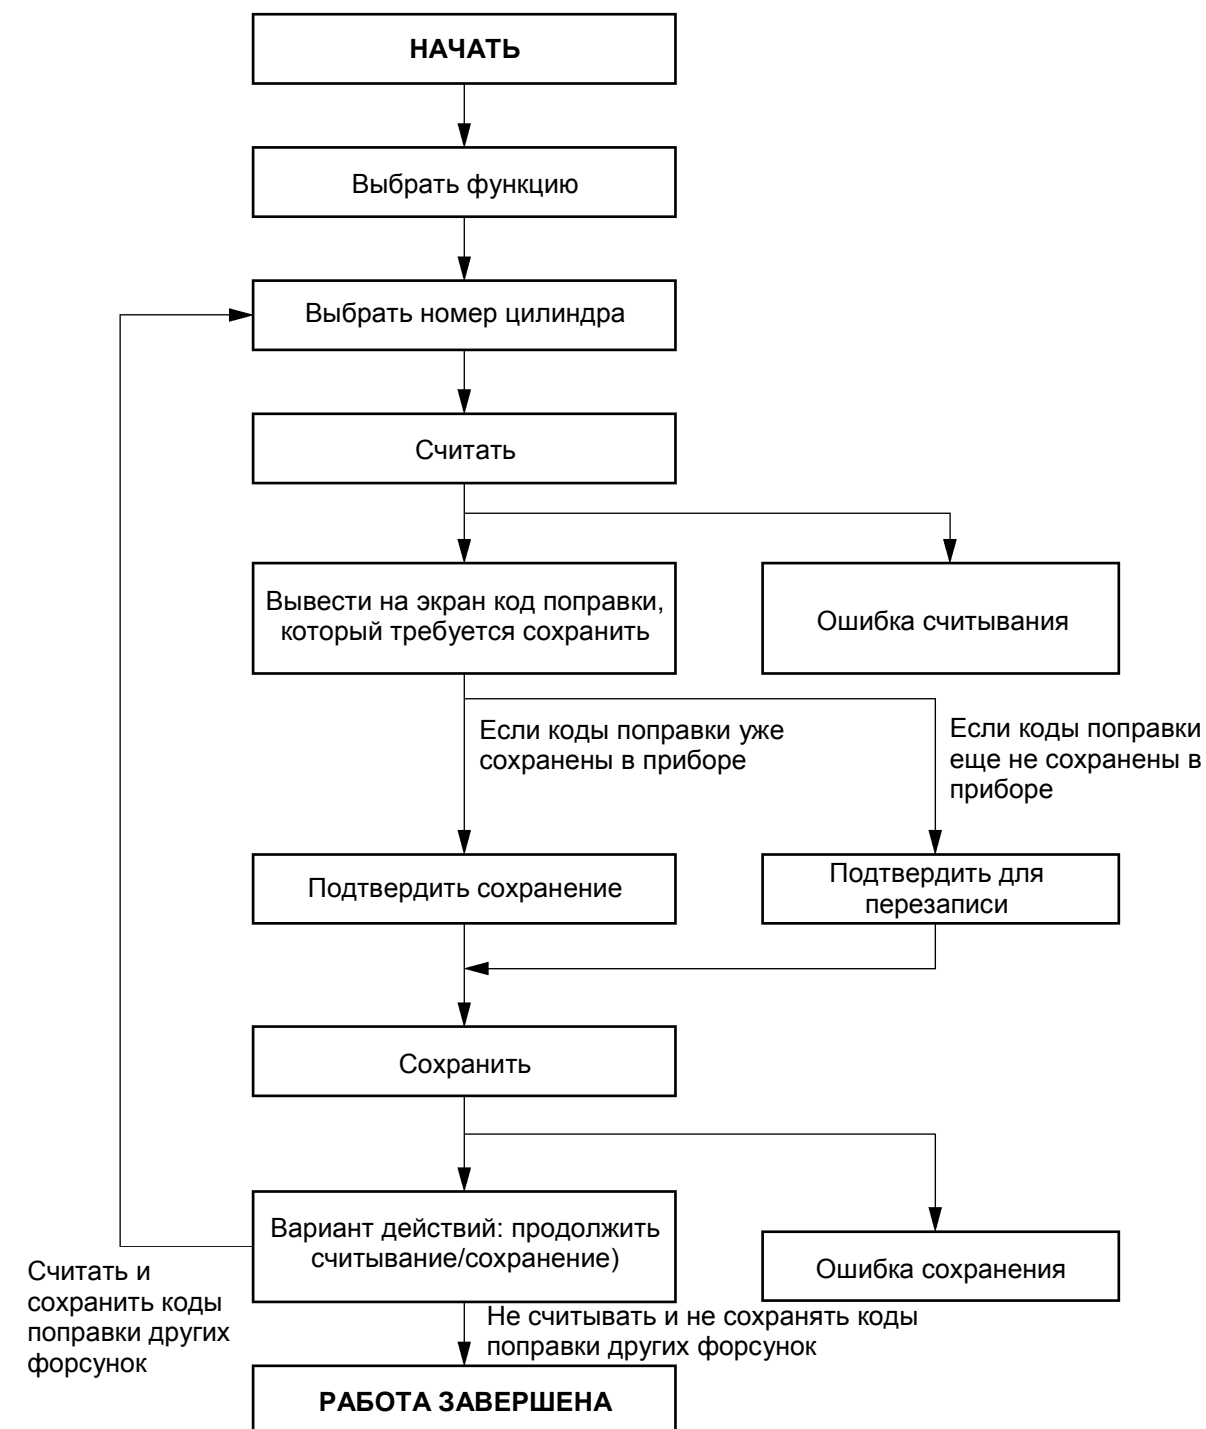 НАЧАТЬ
Выбрать функцию
Выбрать номер цилиндра
Считать
Вывести на экран код поправки,
который требуется сохранить
Ошибка считывания
Если коды поправки уже
сохранены в приборе
Если коды поправки
еще не сохранены в
приборе
Подтвердить сохранение
Подтвердить для
перезаписи
Сохранить
Вариант действий: продолжить
считывание/сохранение)
Ошибка сохранения
Считать и
сохранить коды
поправки других
форсунок
Не считывать и не сохранять коды
поправки других форсунок
РАБОТА ЗАВЕРШЕНА